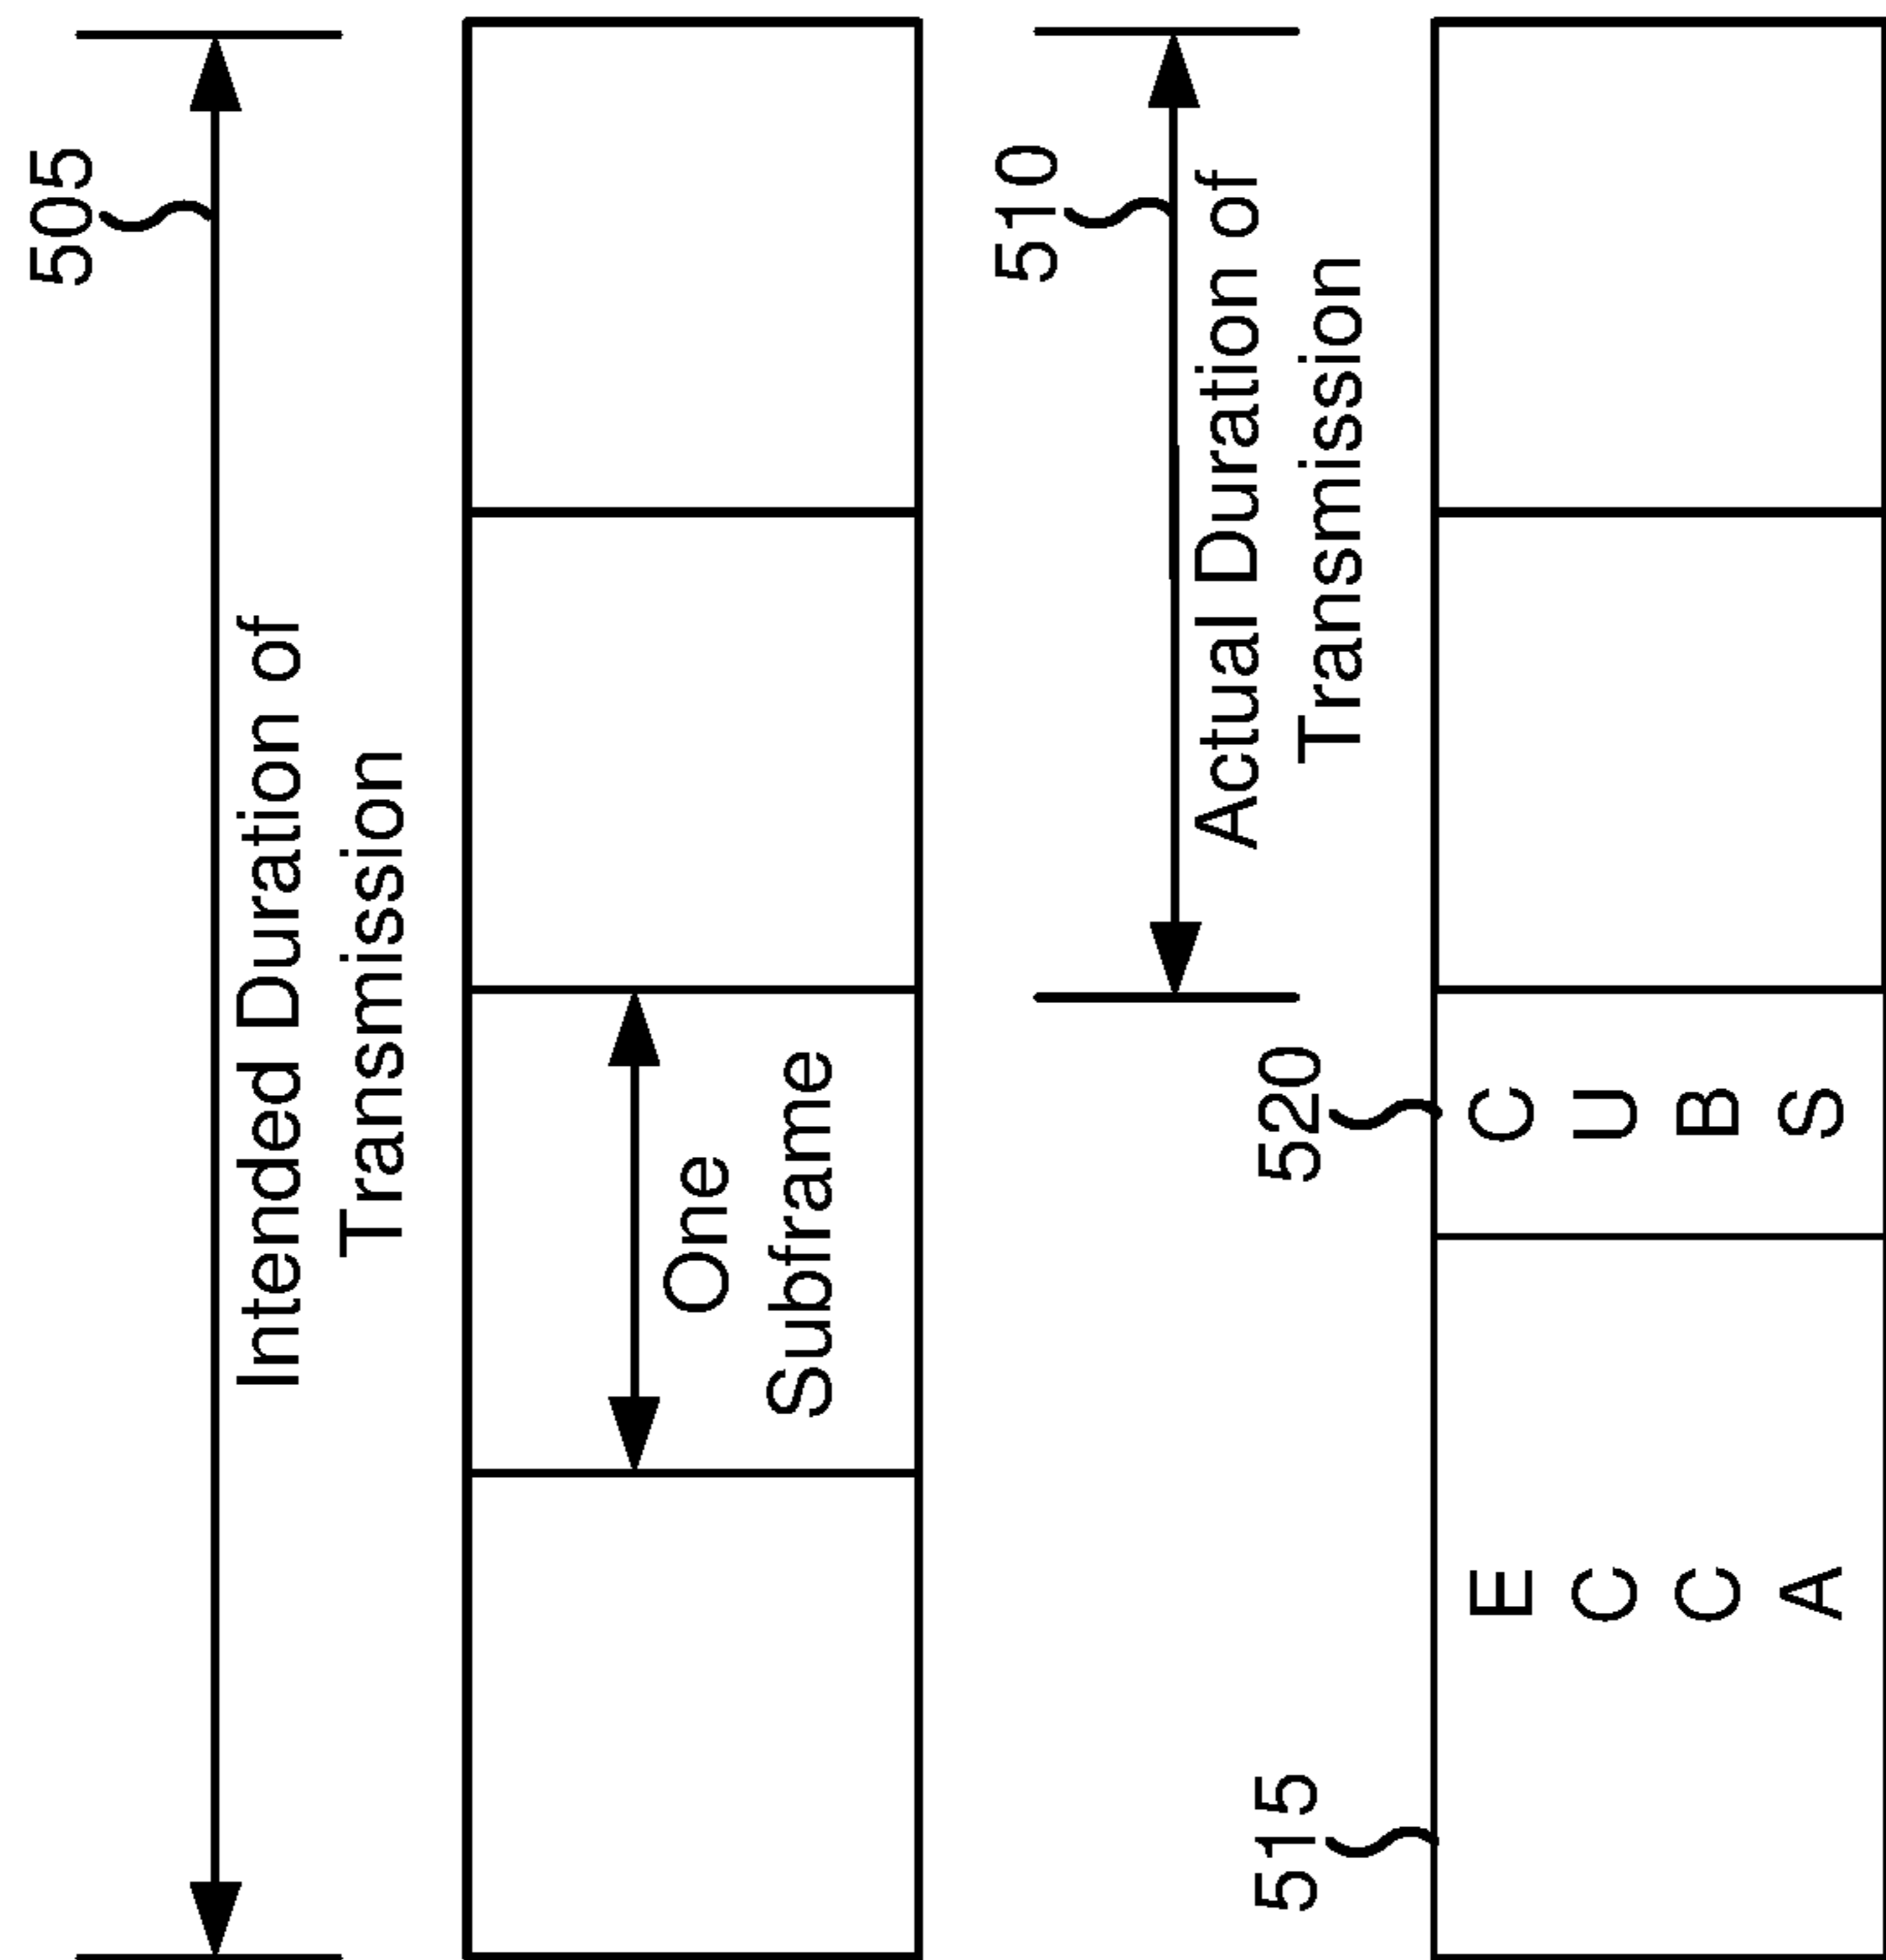 505
Intended Duration of
Transmission
One
Subframe
510
Actual Duration of
Transmission
515
520
E
C
C
A
C
U
B
S